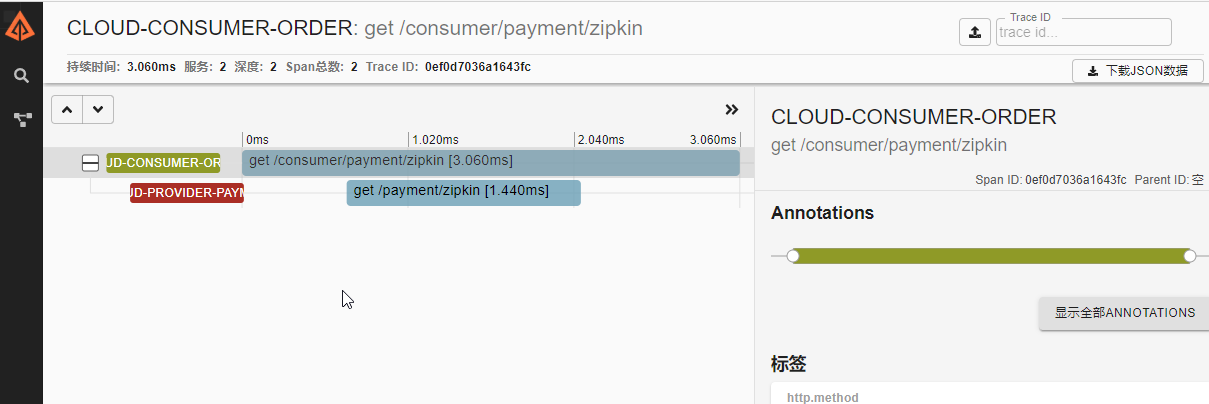 CLOUD-CONSUMER-ORDER: get /consumer/payment/zipkin
Trace ID
trace id...
持续时间: 3.060ms 服务: 2 深度: 2 Span总数: 2 Trace ID: 0ef0d7036a1643fc
下载JSON数据
0ms 1.020ms 2.040ms 3.060ms
UD-CONSUMER-OR get /consumer/payment/zipkin [3.060ms]
UD-PROVIDER-PAYM get /payment/zipkin [1.440ms]
CLOUD-CONSUMER-ORDER
get /consumer/payment/zipkin
Span ID: 0ef0d7036a1643fc Parent ID: 空
Annotations
显示全部ANNOTATIONS
标签
http.method